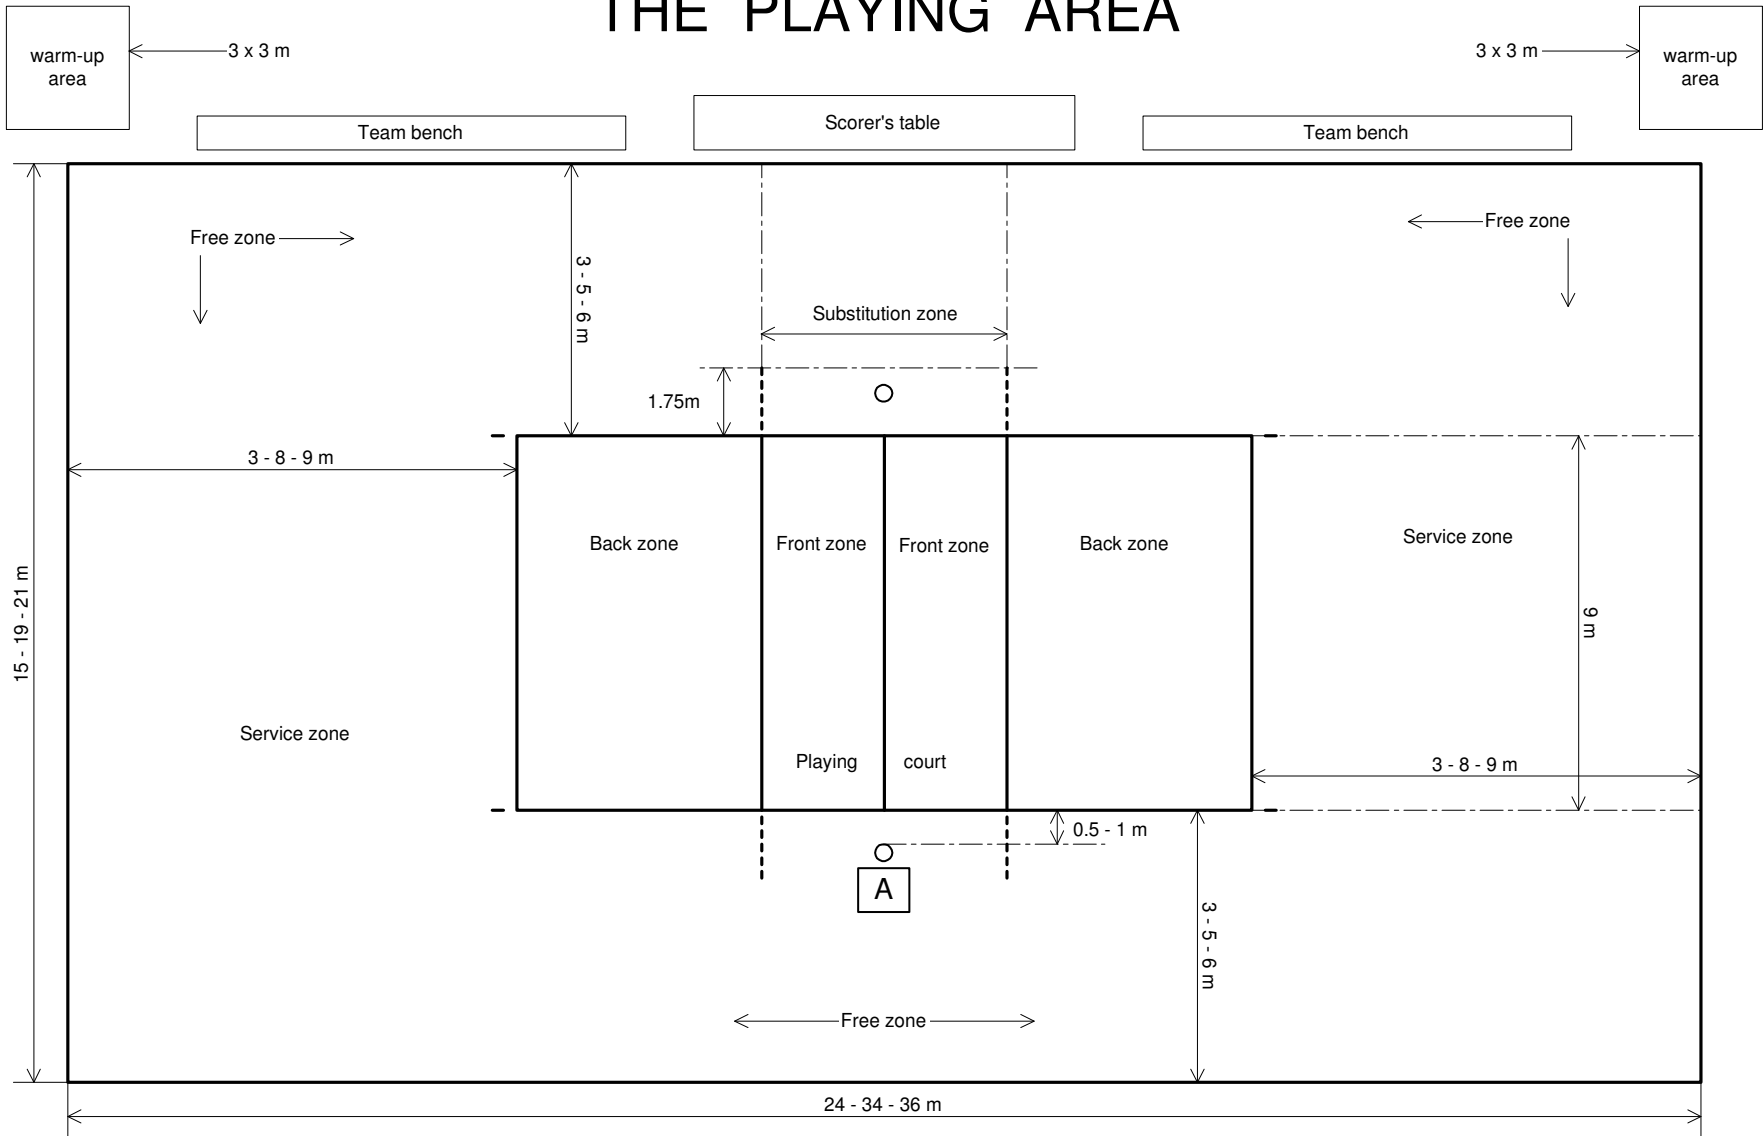 THE PLAYING AREA
warm-up
area
3 x 3 m
3 x 3 m
warm-up
area
Team bench
Scorer's table
Team bench
Free zone
Free zone
3 - 5 - 6 m
Substitution zone
1.75m
3 - 8 - 9 m
Back zone
Front zone
Front zone
Back zone
Service zone
15 - 19 - 21 m
9 m
Service zone
Playing
court
3 - 8 - 9 m
0.5 - 1 m
A
3 - 5 - 6 m
Free zone
24 - 34 - 36 m